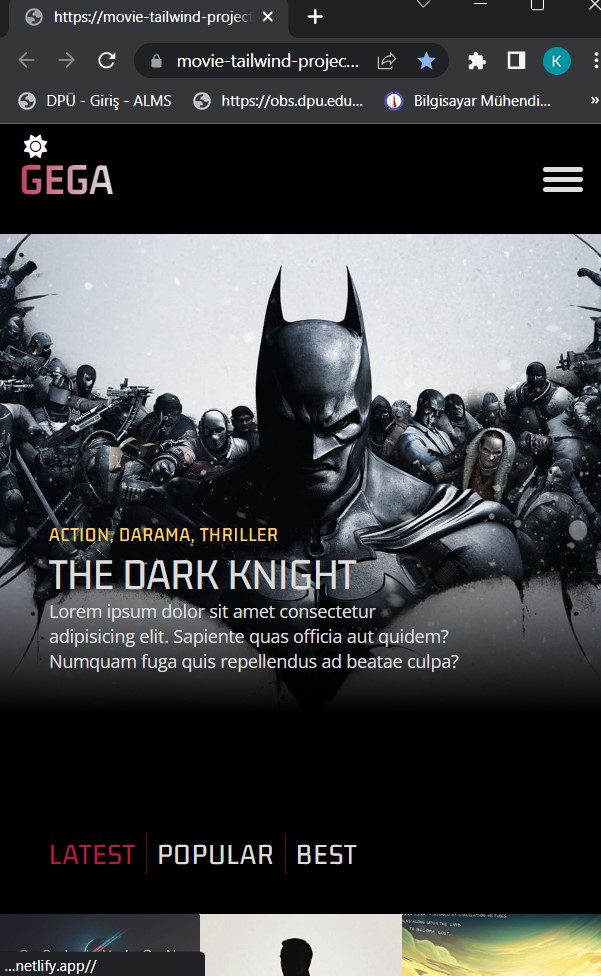 https://movie-tailwind-projec
movie-tailwind-projec...
K
DPÜ - Giriş - ALMS
https://obs.dpu.edu...
Bilgisayar Mühendi...
»
GEGA
ACTION, DARAMA, THRILLER
THE DARK KNIGHT
Lorem ipsum dolor sit amet consectetur
adipisicing elit. Sapiente quas officia aut quidem?
Numquam fuga quis repellendus ad beatae culpa?
LATEST
POPULAR
BEST
...netlify.app//